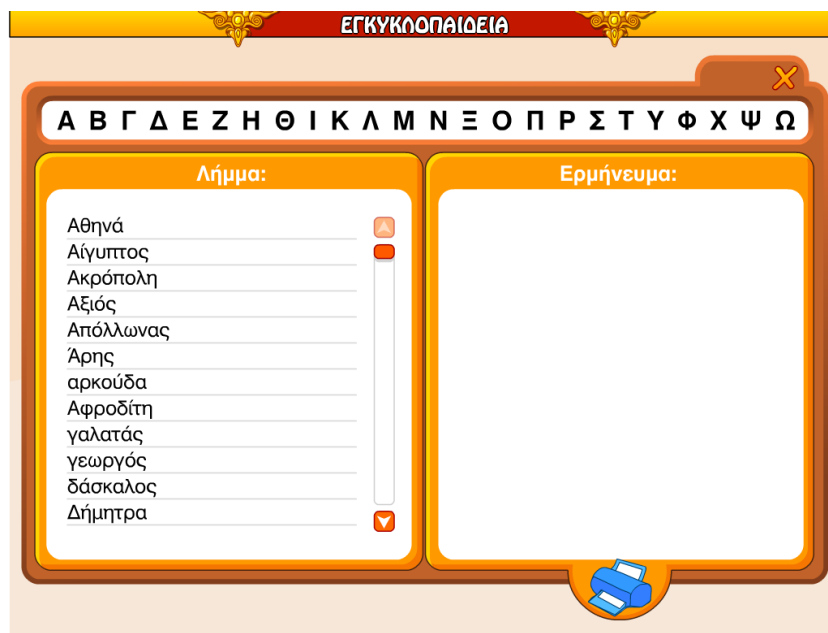 ΕΓΚΥΚΛΟΠΑΙΔΕΙΑ
Α Β Γ Δ Ε Ζ Η Θ Ι Κ Λ Μ Ν Ξ Ο Π Ρ Σ Τ Υ Φ Χ Ψ Ω
Λήμμα:
Αθηνά
Αίγυπτος
Ακρόπολη
Αξιός
Απόλλωνας
Άρης
αρκούδα
Αφροδίτη
γαλατάς
γεωργός
δάσκαλος
Δήμητρα
Ερμήνευμα: